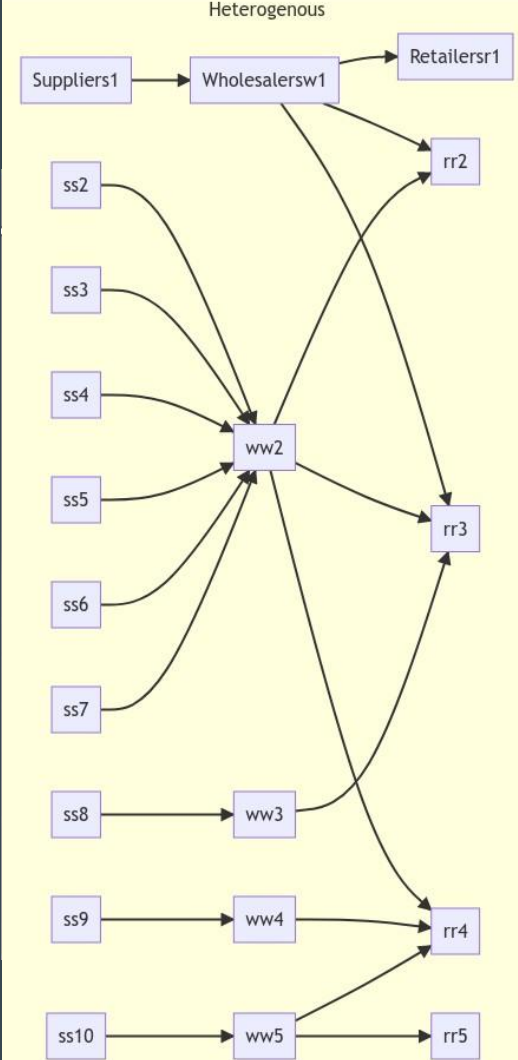 Heterogenous
Suppliers1
Wholesalersw1
Retailersr1
rr2
ss2
ss3
ss4
ww2
ss5
rr3
ss6
ss7
ss8
ww3
ss9
ww4
rr4
ss10
ww5
rr5